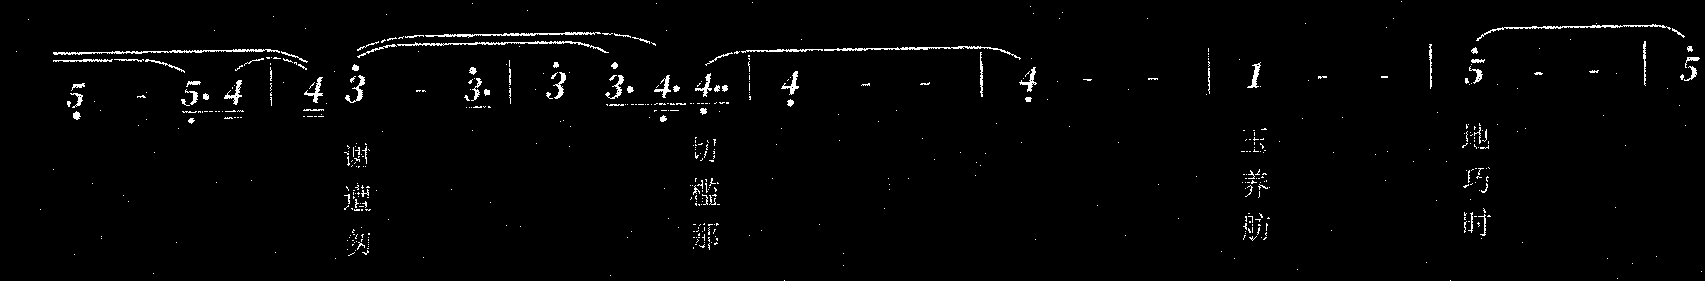 5 - 5. 4 | 4 3 - 3. | 3 3. 4. 4.. | 4 - - | 4 - - | 1 - - | 5 - - | 5
谢 切 玉 地
遭 槛 养 巧
匆 那 舫 时